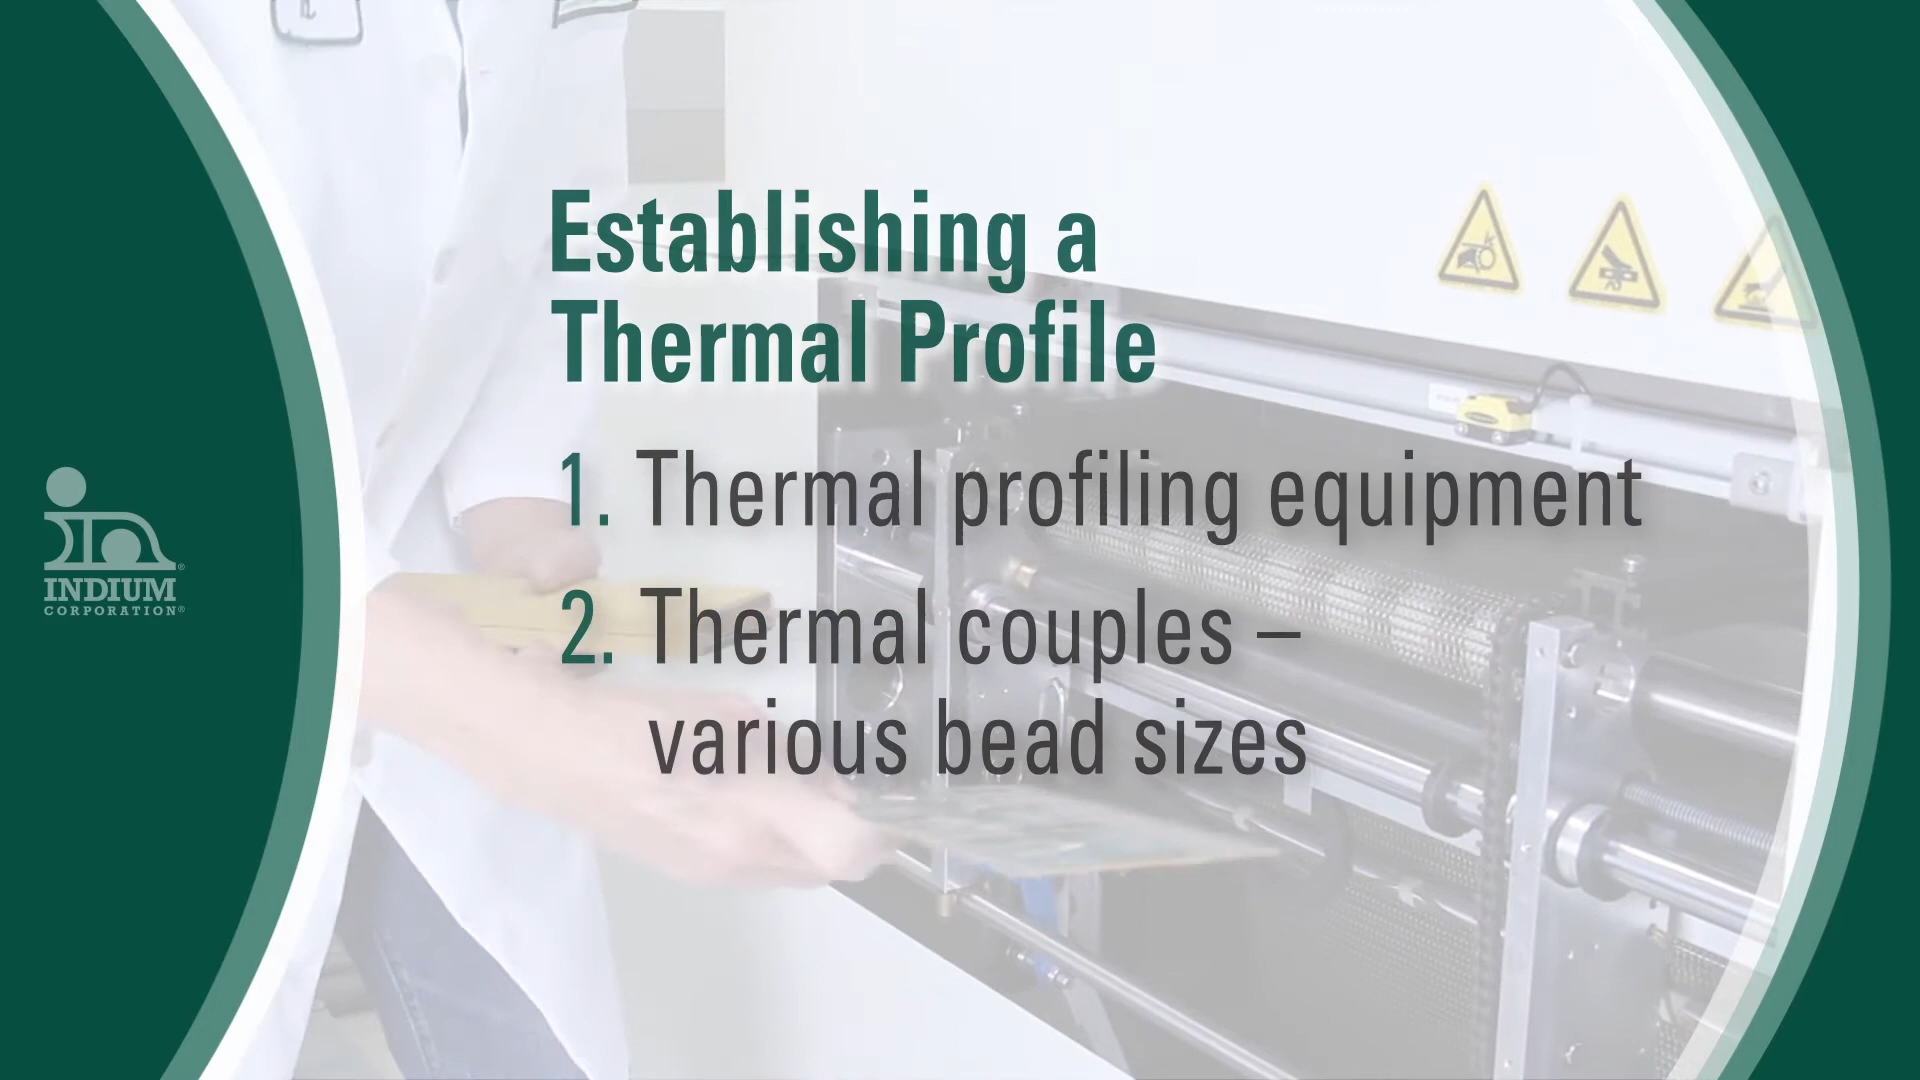 Establishing a
Thermal Profile
1. Thermal profiling equipment
2. Thermal couples –
various bead sizes
INDIUM
CORPORATION®